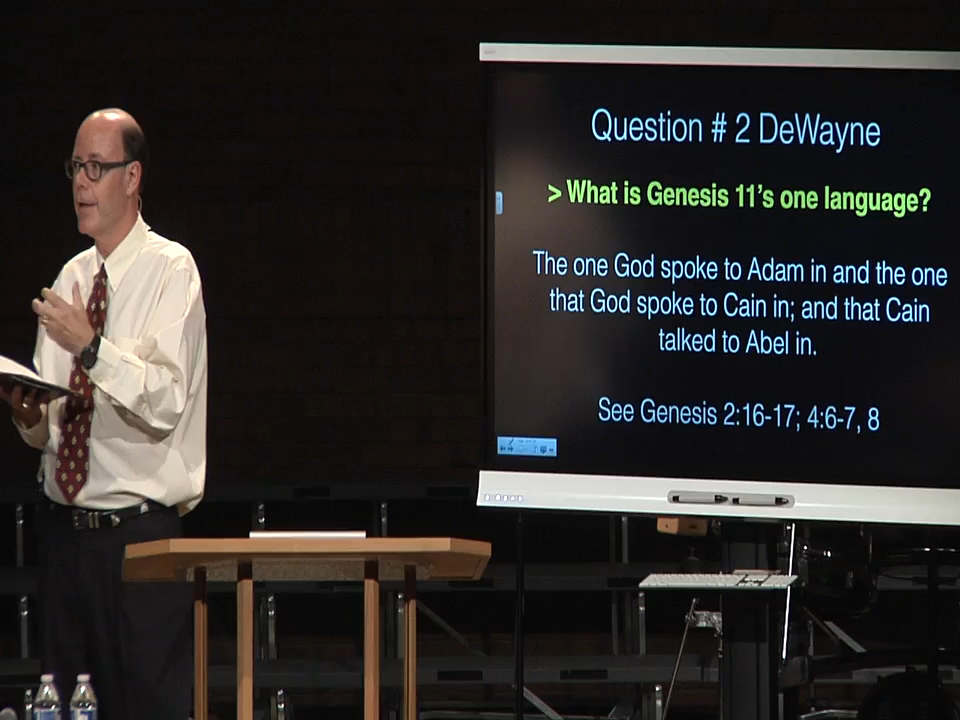 Question # 2 DeWayne
> What is Genesis 11's one language?
The one God spoke to Adam in and the one
that God spoke to Cain in; and that Cain
talked to Abel in.
See Genesis 2:16-17; 4:6-7, 8